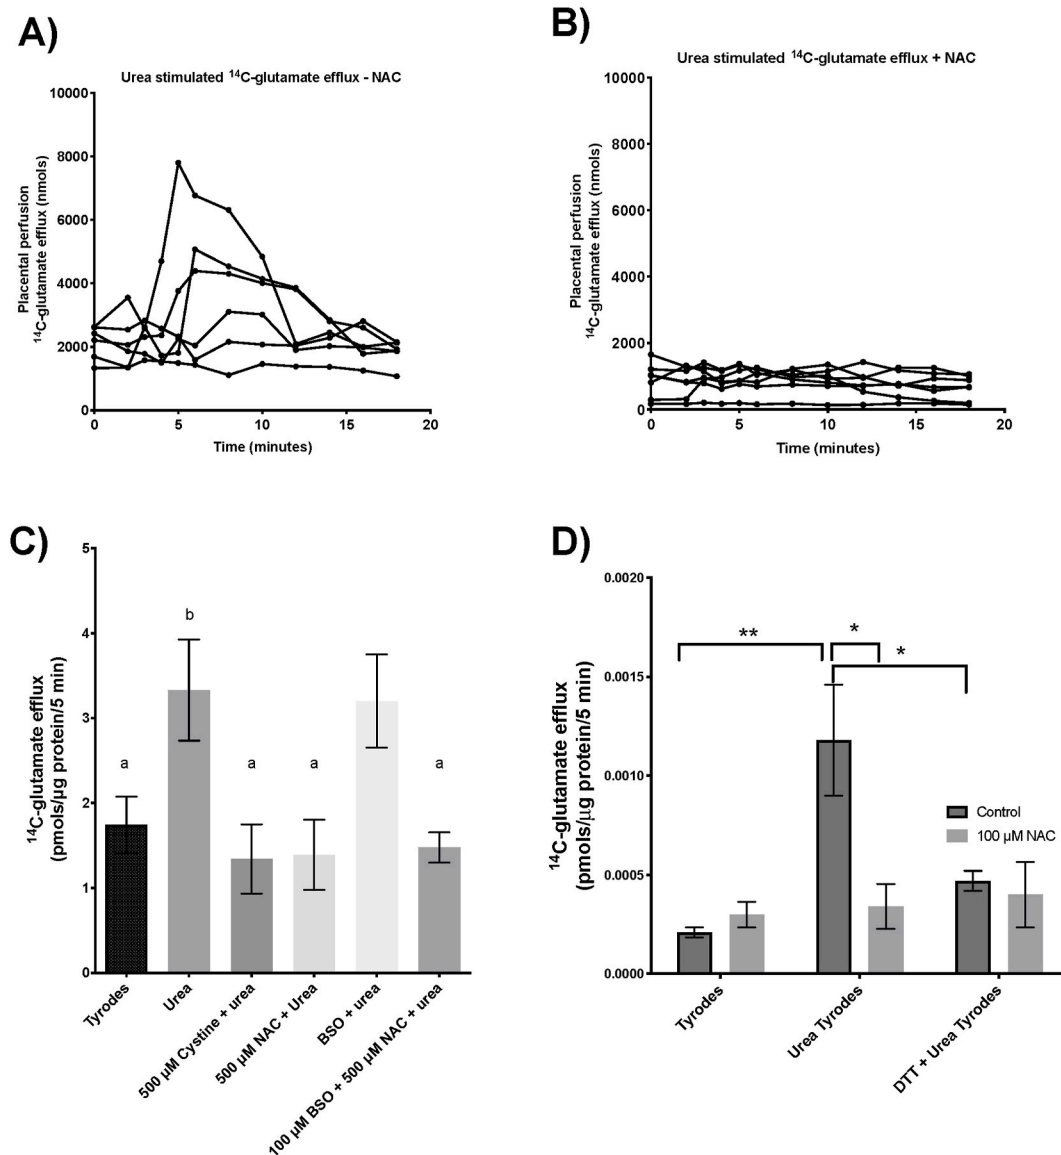 A)
Urea stimulated ¹⁴C-glutamate efflux - NAC
Placental perfusion
¹⁴C-glutamate efflux (nmols)
10000
8000
6000
4000
2000
0
0
5
10
15
20
Time (minutes)
B)
Urea stimulated ¹⁴C-glutamate efflux + NAC
Placental perfusion
¹⁴C-glutamate efflux (nmols)
10000
8000
6000
4000
2000
0
0
5
10
15
20
Time (minutes)
C)
¹⁴C-glutamate efflux
(pmols/µg protein/5 min)
5
4
3
2
1
0
a
b
a
a
a
Tyrodes
Urea
500 µM Cystine + urea
500 µM NAC + Urea
BSO + urea
100 µM BSO + 500 µM NAC + urea
D)
¹⁴C-glutamate efflux
(pmols/µg protein/5 min)
0.0020
0.0015
0.0010
0.0005
0.0000
**
*
*
Control
100 µM NAC
Tyrodes
Urea Tyrodes
DTT + Urea Tyrodes